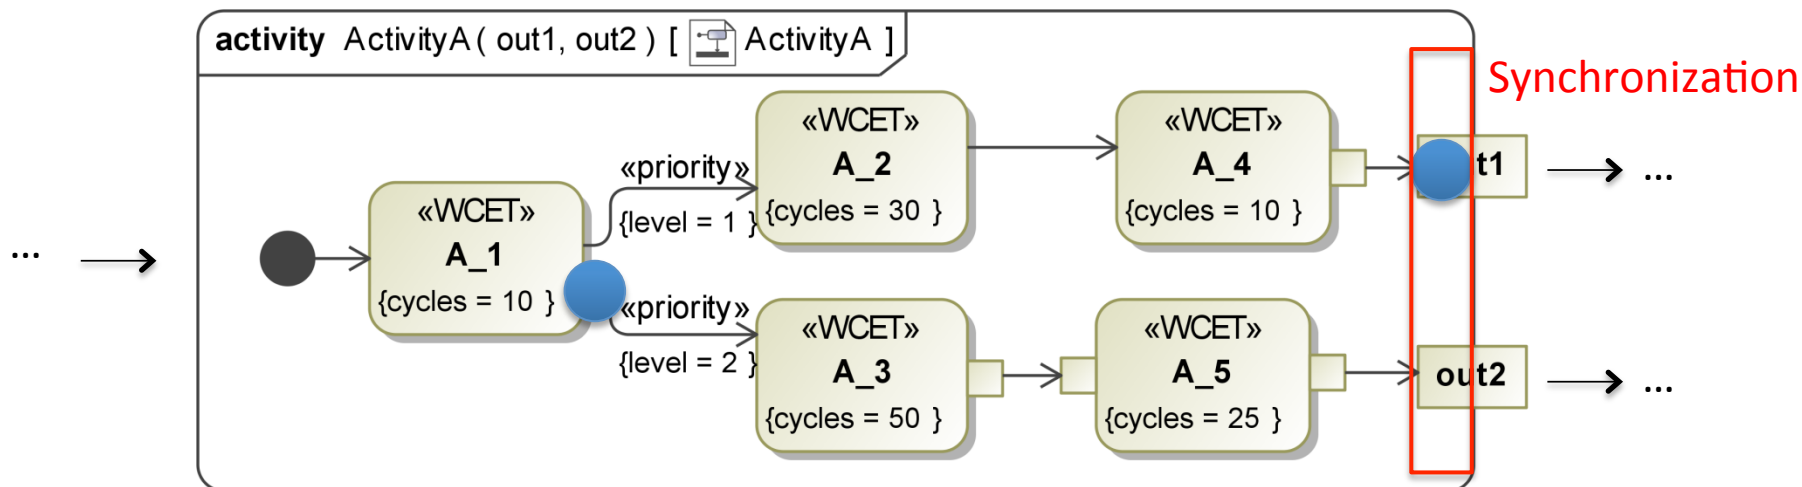 activity ActivityA ( out1, out2 ) [ ActivityA ]
Synchronization
«WCET»
A_2
{cycles = 30 }
«WCET»
A_4
{cycles = 10 }
t1
...
«priority»
{level = 1 }
...
«WCET»
A_1
{cycles = 10 }
«priority»
{level = 2 }
«WCET»
A_3
{cycles = 50 }
«WCET»
A_5
{cycles = 25 }
out2
...